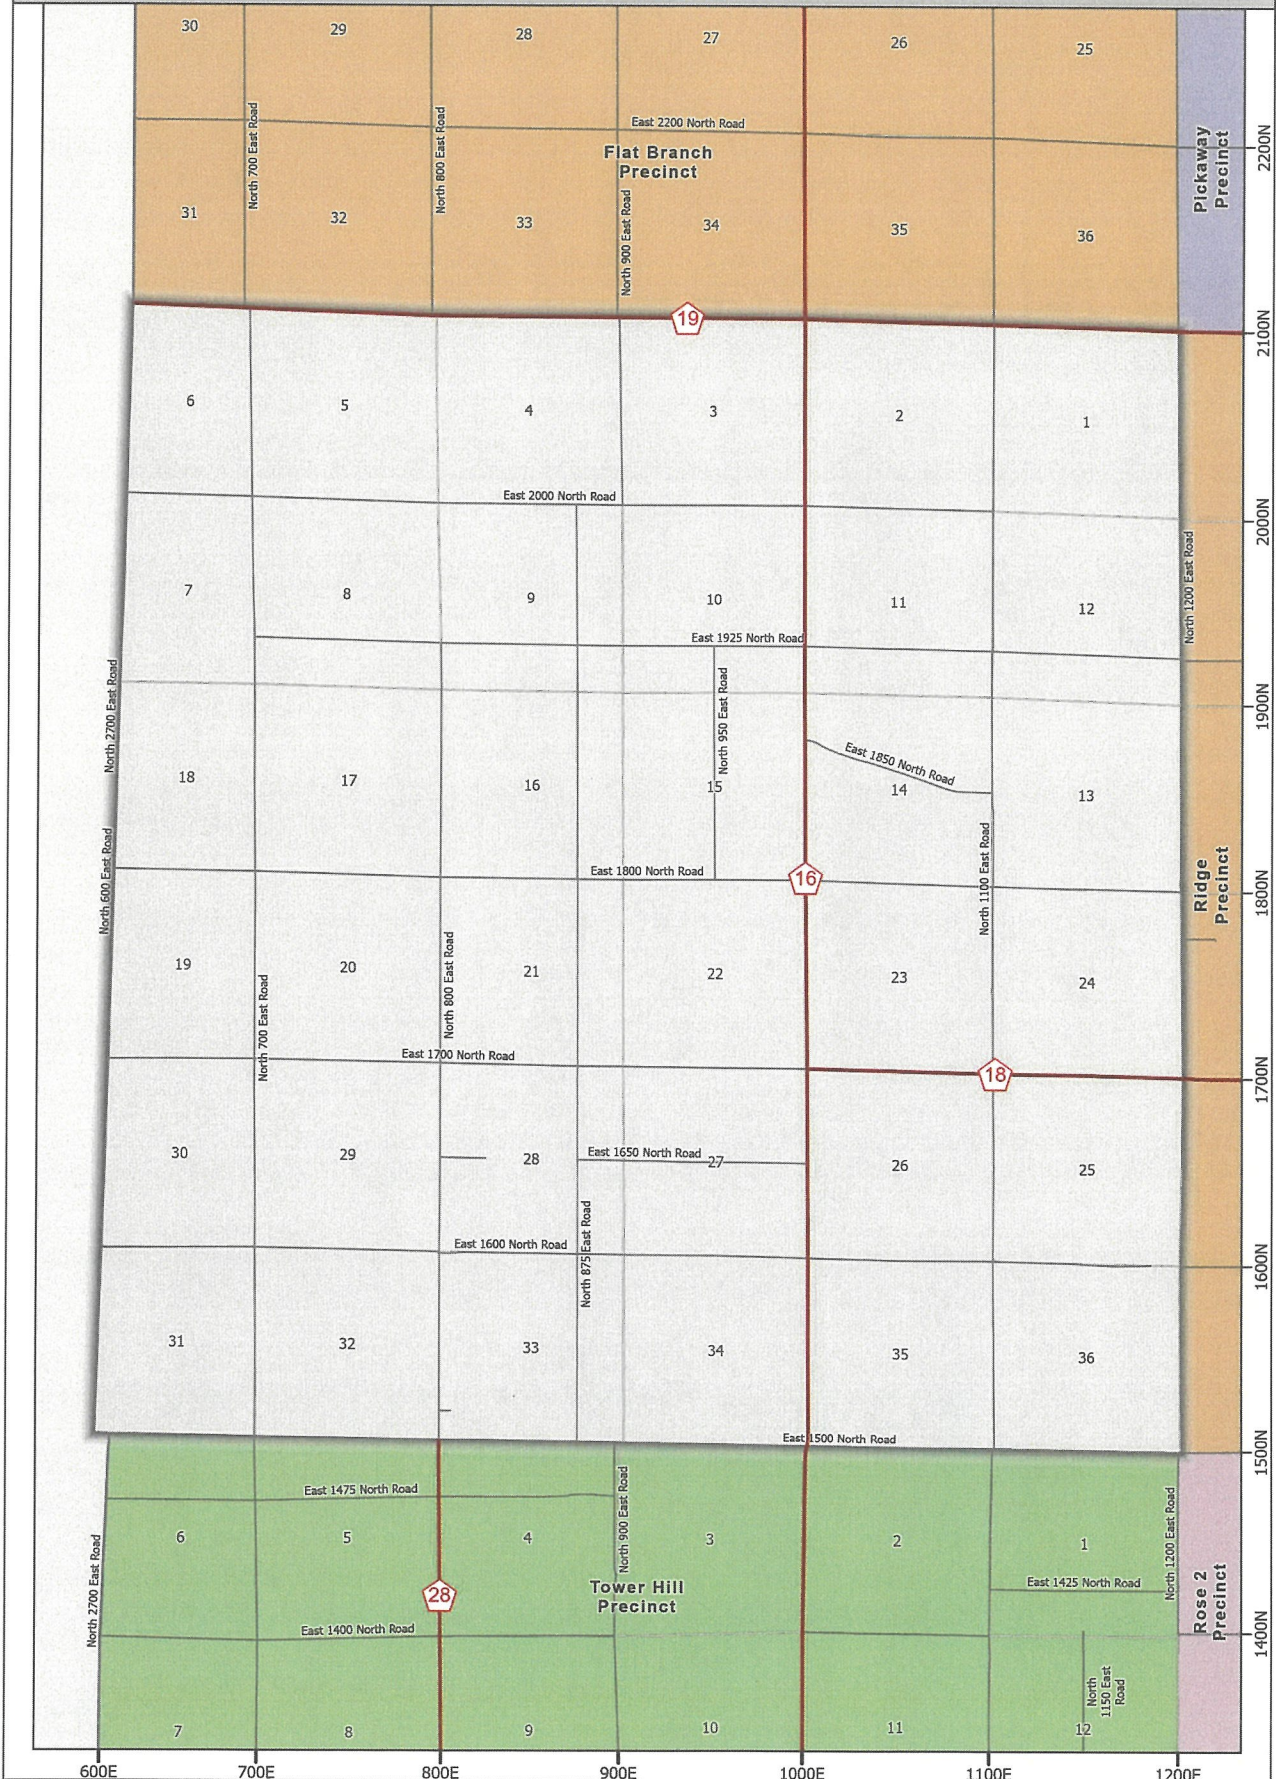 30
29
28
27
26
25
North 700 East Road
North 800 East Road
East 2200 North Road
Flat Branch
Precinct
Pickaway
Precinct
2200N
31
32
33
North 900 East Road
34
35
36
19
2100N
6
5
4
3
2
1
East 2000 North Road
2000N
7
8
9
10
11
12
North 1200 East Road
East 1925 North Road
North 2700 East Road
North 950 East Road
1900N
East 1850 North Road
18
17
16
15
14
13
North 600 East Road
East 1800 North Road
16
North 1100 East Road
Ridge
Precinct
1800N
19
20
21
22
23
24
North 700 East Road
North 800 East Road
East 1700 North Road
18
1700N
30
29
28
East 1650 North Road
27
26
25
East 1600 North Road
North 875 East Road
1600N
31
32
33
34
35
36
East 1500 North Road
1500N
East 1475 North Road
North 900 East Road
North 1200 East Road
6
5
4
3
2
1
North 2700 East Road
28
Tower Hill
Precinct
East 1425 North Road
Rose 2
Precinct
East 1400 North Road
1400N
North
1150 East
Road
7
8
9
10
11
12
600E
700E
800E
900E
1000E
1100E
1200E